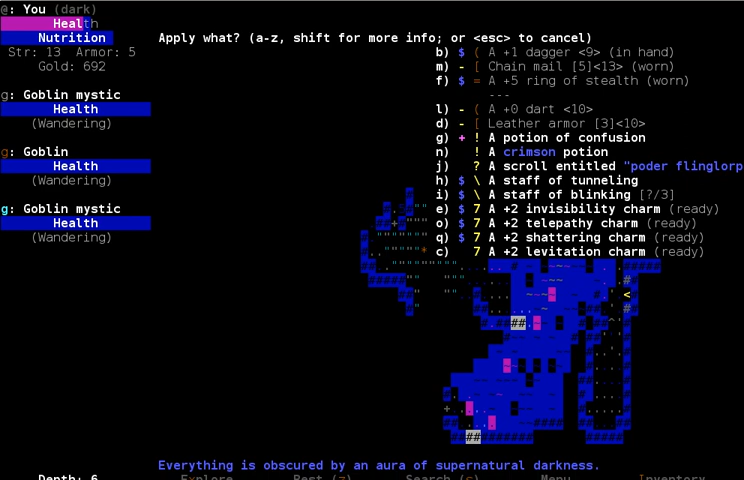 @: You (dark)
Health
Nutrition
Str: 13 Armor: 5
Gold: 692
g: Goblin mystic
Health
(Wandering)
g: Goblin
Health
(Wandering)
g: Goblin mystic
Health
(Wandering)
Apply what? (a-z, shift for more info; or <esc> to cancel)
b) $ ( A +1 dagger <9> (in hand)
m) - [ Chain mail [5]<13> (worn)
f) $ = A +5 ring of stealth (worn)
---
l) - ( A +0 dart <10>
d) - [ Leather armor [3]<10>
g) + ! A potion of confusion
n) ! A crimson potion
j) ? A scroll entitled "poder flinglorp
h) $ \ A staff of tunneling
i) $ \ A staff of blinking [?/3]
e) $ 7 A +2 invisibility charm (ready)
o) $ 7 A +2 telepathy charm (ready)
q) $ 7 A +2 shattering charm (ready)
c) 7 A +2 levitation charm (ready)
Everything is obscured by an aura of supernatural darkness.
Depth: 6 Explore Rest (z) Search (s) Menu Inventory